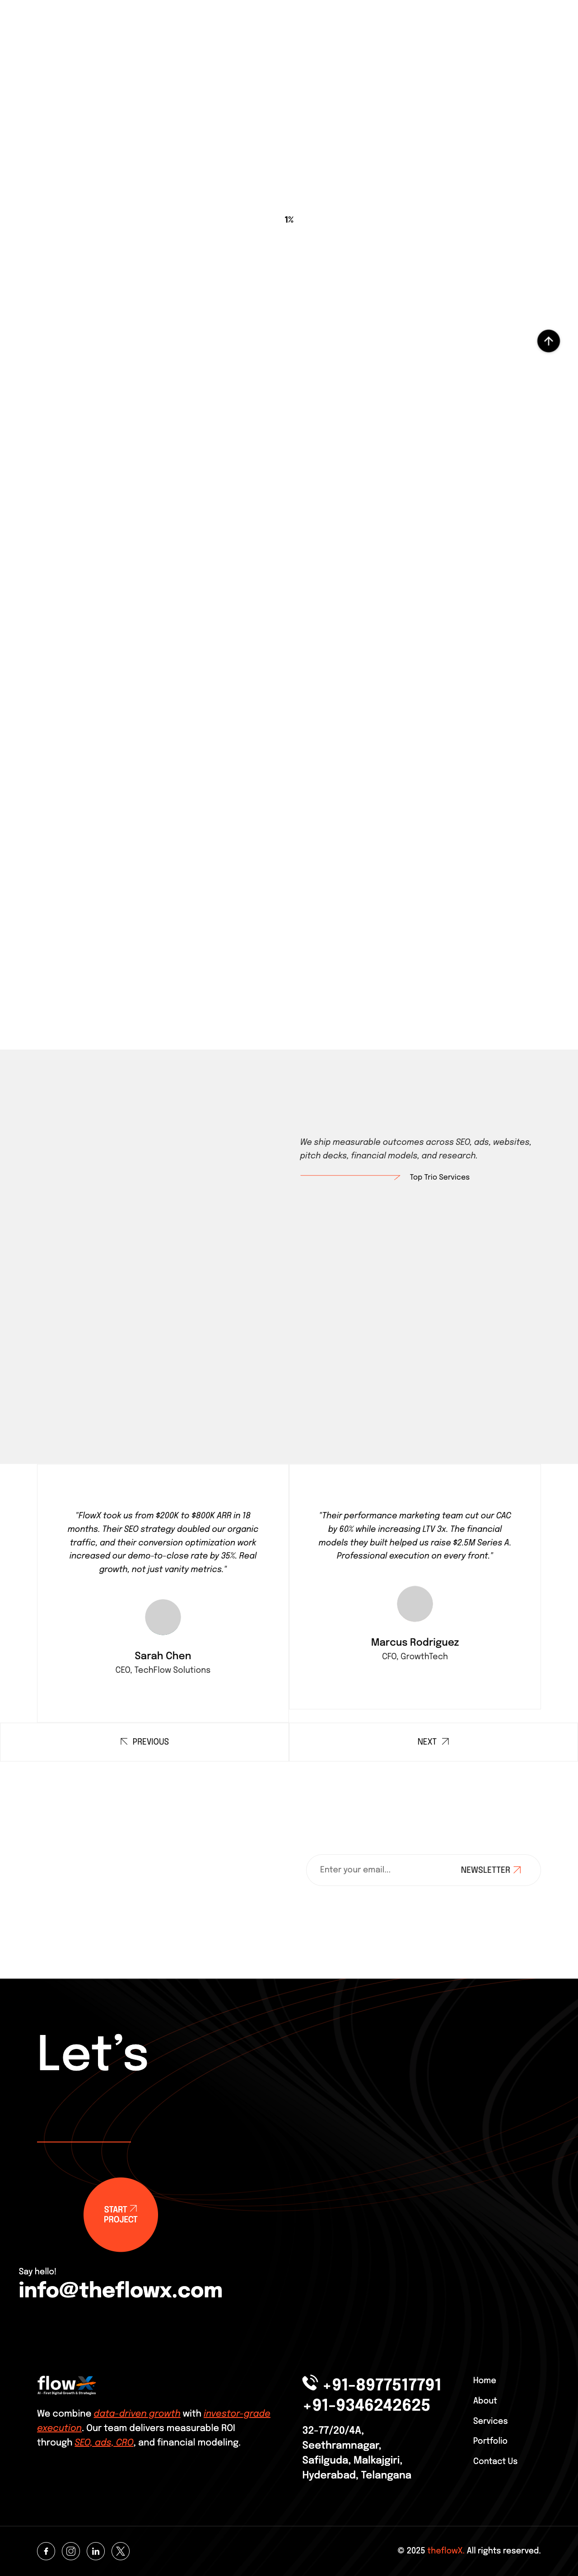 1%
We ship measurable outcomes across SEO, ads, websites,
pitch decks, financial models, and research.
Top Trio Services
"FlowX took us from $200K to $800K ARR in 18
months. Their SEO strategy doubled our organic
traffic, and their conversion optimization work
increased our demo-to-close rate by 35%. Real
growth, not just vanity metrics."
Sarah Chen
CEO, TechFlow Solutions
"Their performance marketing team cut our CAC
by 60% while increasing LTV 3x. The financial
models they built helped us raise $2.5M Series A.
Professional execution on every front."
Marcus Rodriguez
CFO, GrowthTech
PREVIOUS
NEXT
Enter your email...
NEWSLETTER
Let's
START
PROJECT
Say hello!
info@theflowx.com
flowX
AI - First Digital Growth & Strategies
We combine data-driven growth with investor-grade
execution. Our team delivers measurable ROI
through SEO, ads, CRO, and financial modeling.
+91-8977517791
+91-9346242625
32-77/20/4A,
Seethramnagar,
Safilguda, Malkajgiri,
Hyderabad, Telangana
Home
About
Services
Portfolio
Contact Us
© 2025 theflowX. All rights reserved.